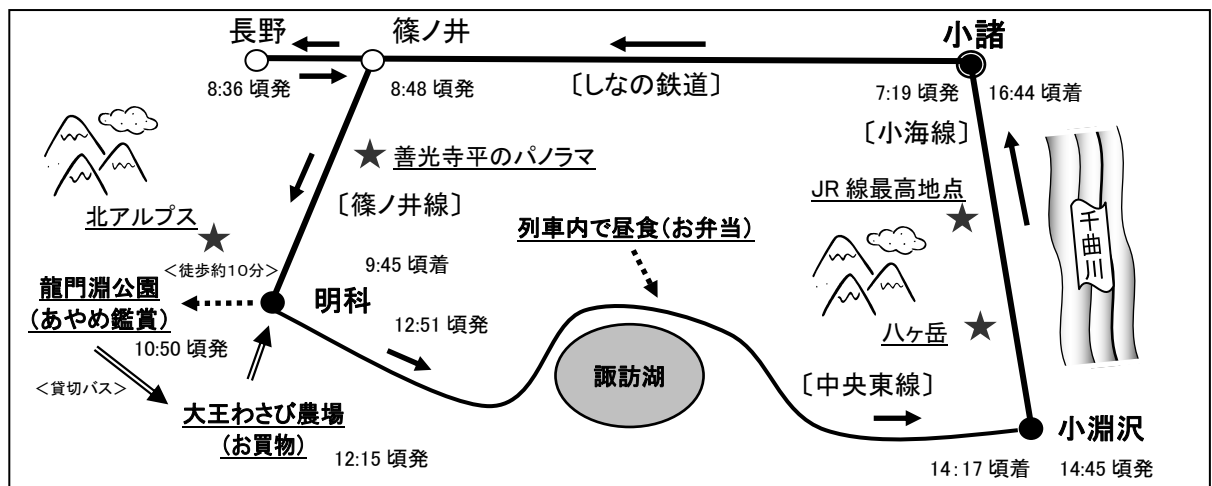 長野
篠ノ井
小諸
8:36 頃発
8:48 頃発
〔しなの鉄道〕
7:19 頃発
16:44 頃着
〔小海線〕
善光寺平のパノラマ
JR 線最高地点
〔篠ノ井線〕
北アルプス
列車内で昼食(お弁当)
千曲川
<徒歩約10分>
9:45 頃着
龍門淵公園
(あやめ鑑賞)
明科
12:51 頃発
八ヶ岳
10:50 頃発
諏訪湖
〔中央東線〕
<貸切バス>
大王わさび農場
(お買物)
小淵沢
12:15 頃発
14:17 頃着
14:45 頃発